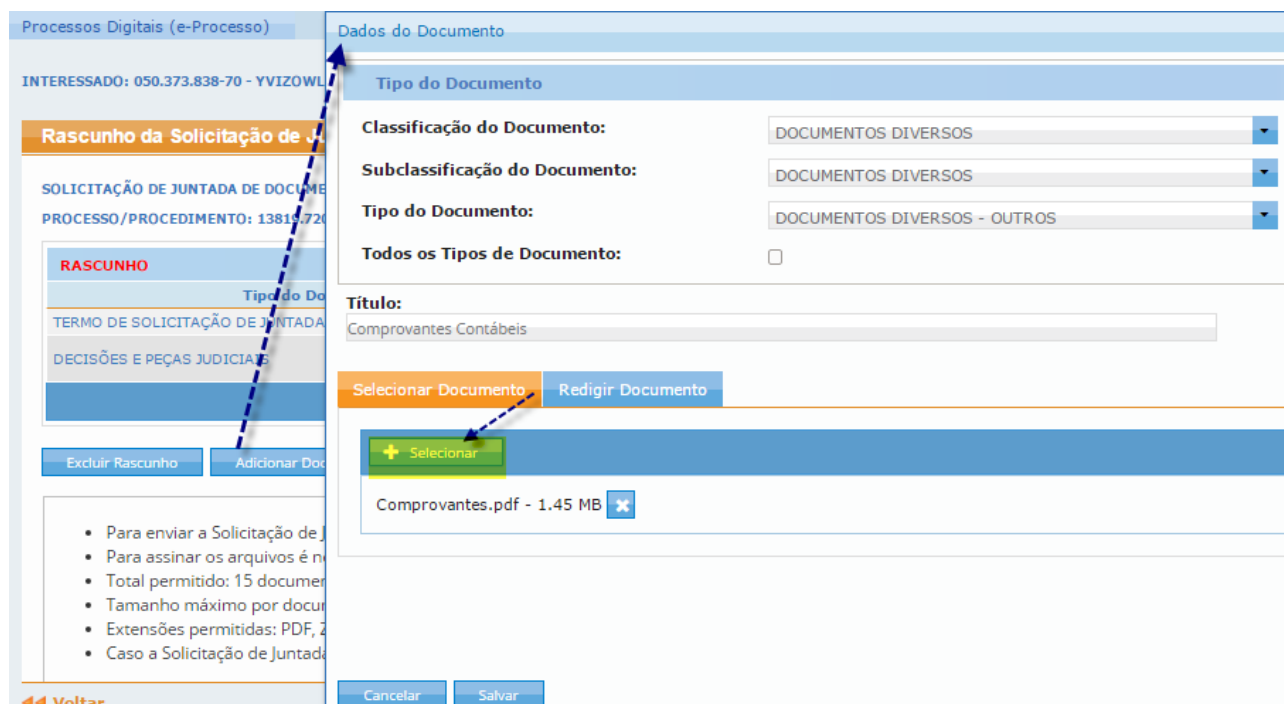 Processos Digitais (e-Processo)
INTERESSADO: 050.373.838-70 - YVIZOWL
Rascunho da Solicitação de
SOLICITAÇÃO DE JUNTADA DE DOCUME
PROCESSO/PROCEDIMENTO: 13819.720
RASCUNHO
Tipo do Do
TERMO DE SOLICITAÇÃO DE JUNTADA
DECISÕES E PEÇAS JUDICIAIS
Excluir Rascunho
Adicionar Doc
Para enviar a Solicitação de J
Para assinar os arquivos é ne
Total permitido: 15 documen
Tamanho máximo por docum
Extensões permitidas: PDF, Z
Caso a Solicitação de Juntada
Voltar
Dados do Documento
Tipo do Documento
Classificação do Documento: DOCUMENTOS DIVERSOS
Subclassificação do Documento: DOCUMENTOS DIVERSOS
Tipo do Documento: DOCUMENTOS DIVERSOS - OUTROS
Todos os Tipos de Documento:
Título:
Comprovantes Contábeis
Selecionar Documento Redigir Documento
Selecionar
Comprovantes.pdf - 1.45 MB
Cancelar Salvar